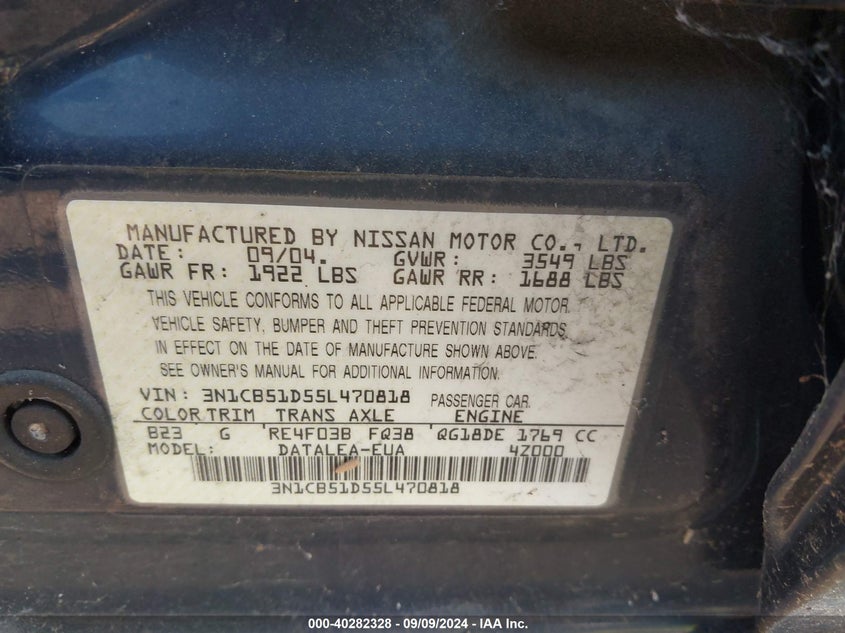 MANUFACTURED BY NISSAN MOTOR CO., LTD.
DATE: 09/04. GVWR: 3549 LBS
GAWR FR: 1922 LBS GAWR RR: 1688 LBS
THIS VEHICLE CONFORMS TO ALL APPLICABLE FEDERAL MOTOR
VEHICLE SAFETY, BUMPER AND THEFT PREVENTION STANDARDS
IN EFFECT ON THE DATE OF MANUFACTURE SHOWN ABOVE.
SEE OWNER'S MANUAL FOR ADDITIONAL INFORMATION.
VIN: 3N1CB51D55L470818 PASSENGER CAR.
COLOR TRIM TRANS AXLE ENGINE
B23 G RE4F03B FQ38 QG18DE 1769 CC
MODEL: DATALEA-EUA 4Z000
3N1CB51D55L470818
000-40282328 - 09/09/2024 - IAA Inc.